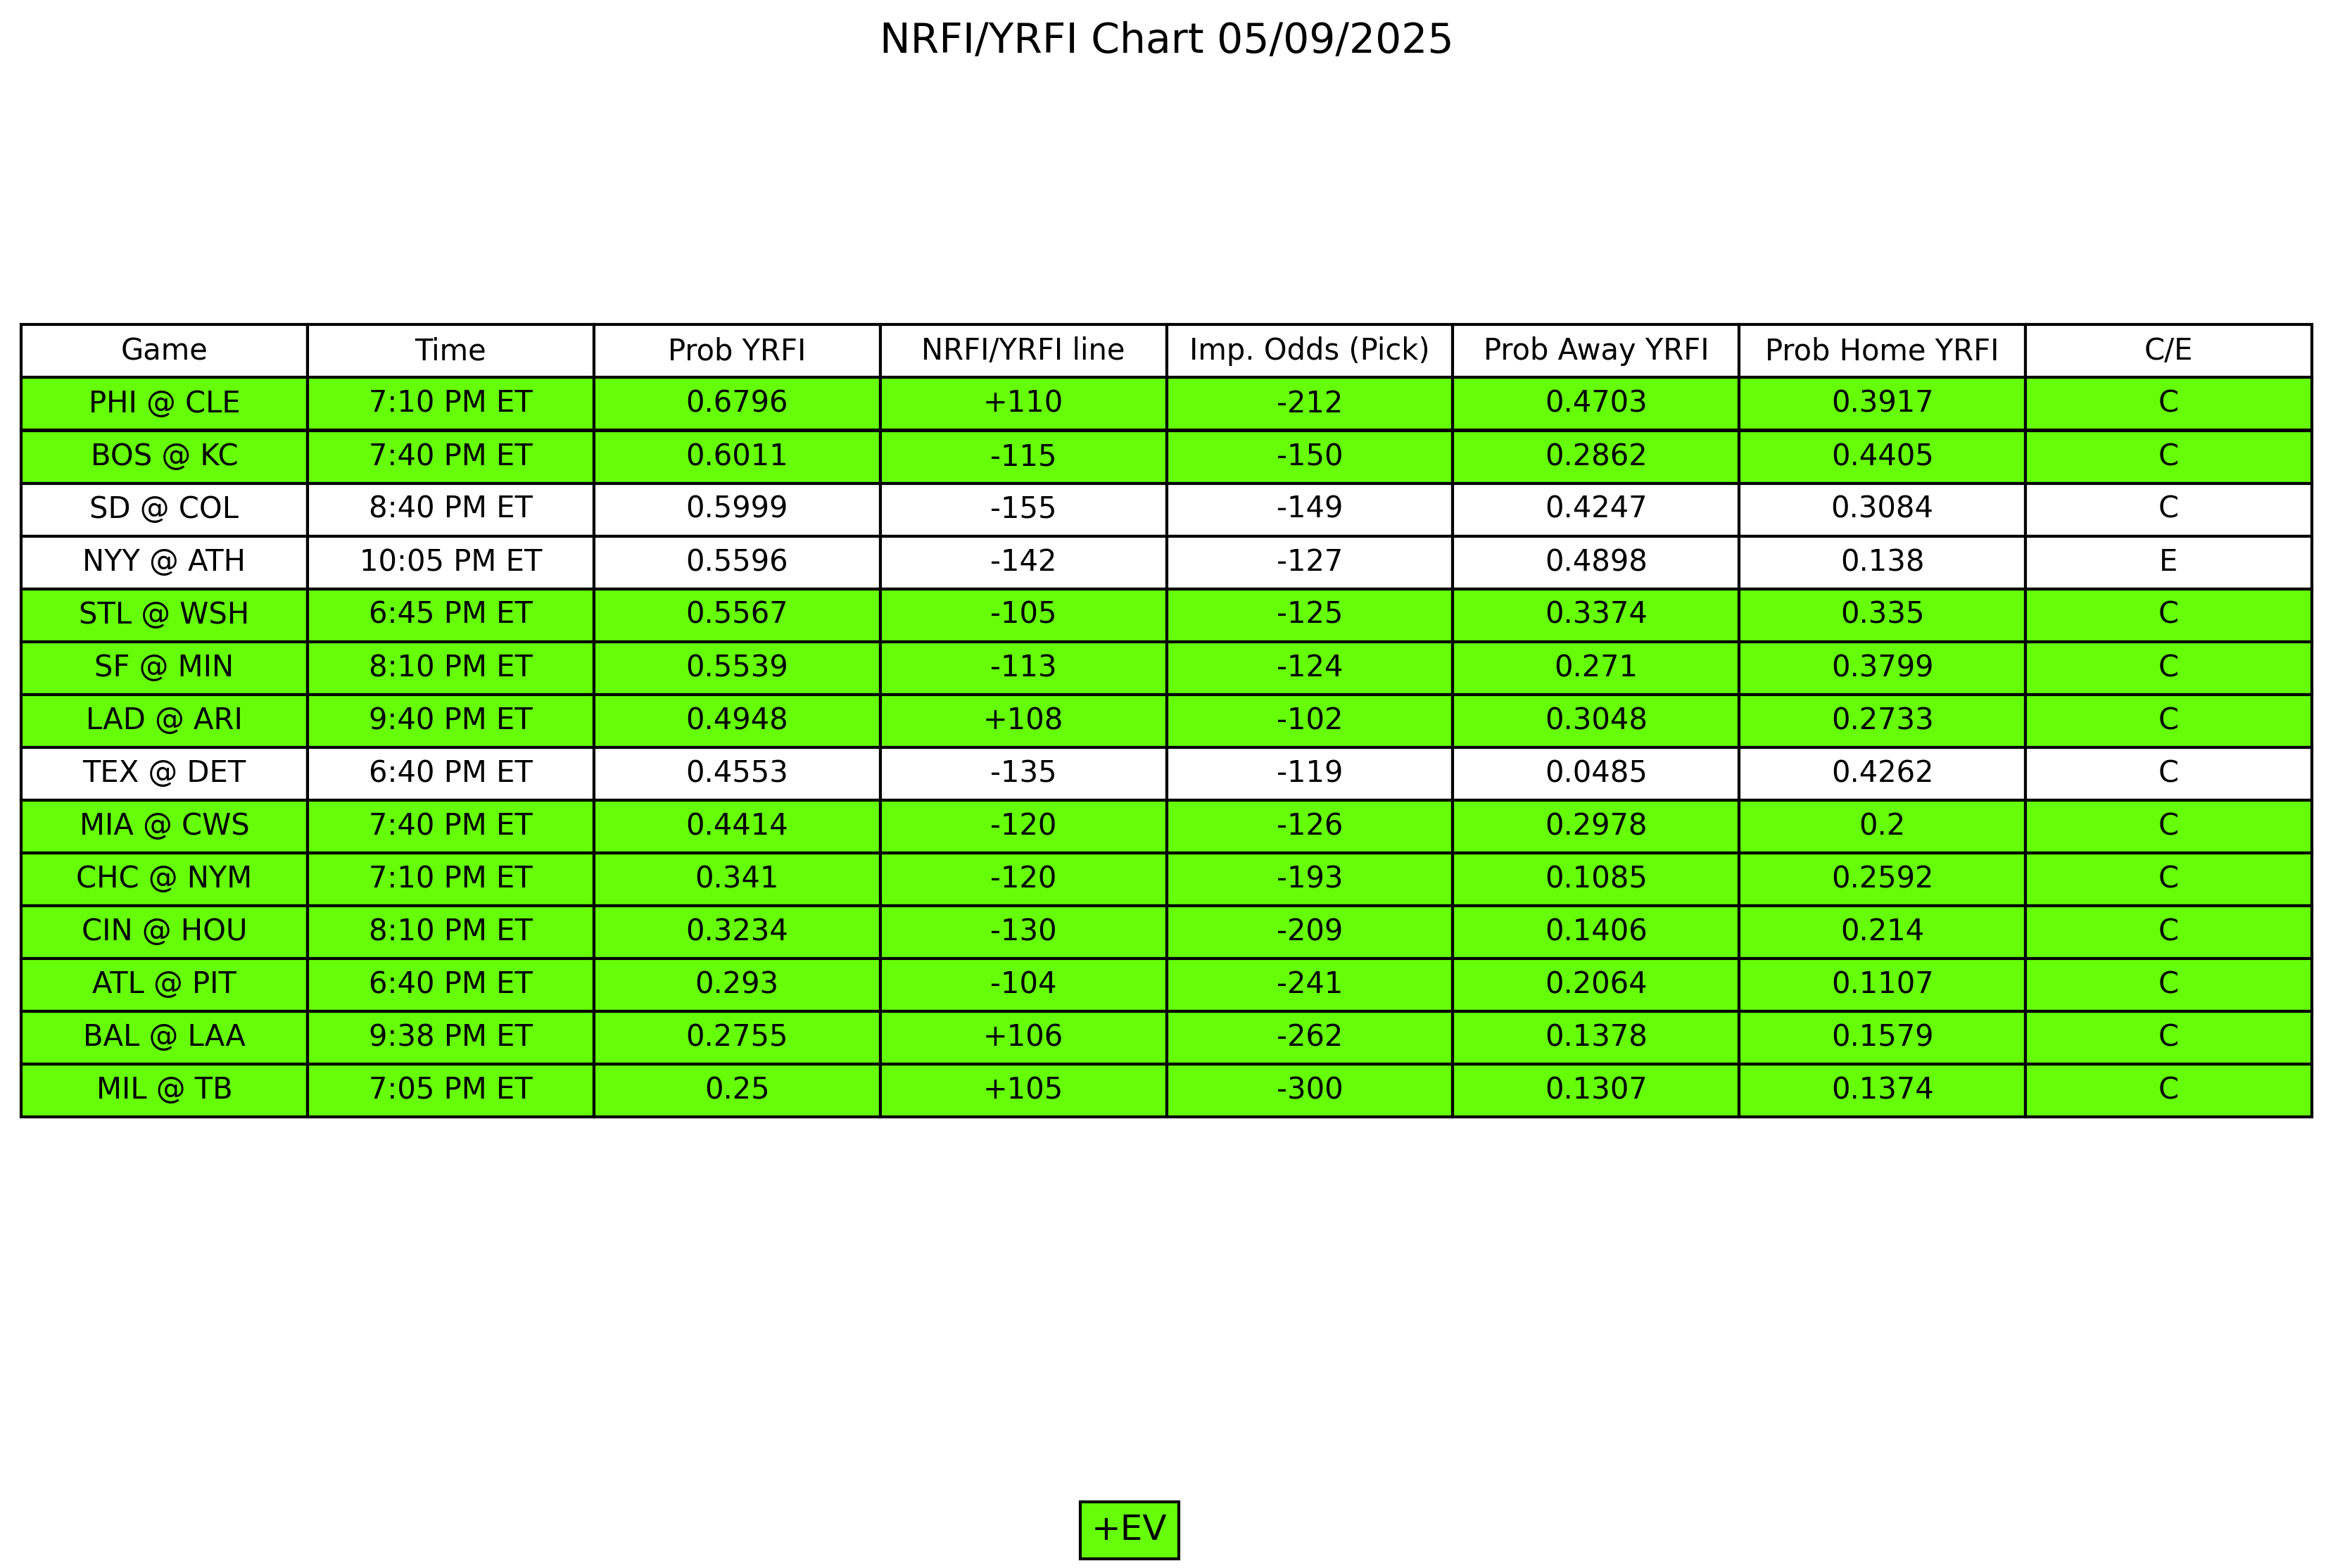 NRFI/YRFI Chart 05/09/2025
Game Time Prob YRFI NRFI/YRFI line Imp. Odds (Pick) Prob Away YRFI Prob Home YRFI C/E
PHI @ CLE 7:10 PM ET 0.6796 +110 -212 0.4703 0.3917 C
BOS @ KC 7:40 PM ET 0.6011 -115 -150 0.2862 0.4405 C
SD @ COL 8:40 PM ET 0.5999 -155 -149 0.4247 0.3084 C
NYY @ ATH 10:05 PM ET 0.5596 -142 -127 0.4898 0.138 E
STL @ WSH 6:45 PM ET 0.5567 -105 -125 0.3374 0.335 C
SF @ MIN 8:10 PM ET 0.5539 -113 -124 0.271 0.3799 C
LAD @ ARI 9:40 PM ET 0.4948 +108 -102 0.3048 0.2733 C
TEX @ DET 6:40 PM ET 0.4553 -135 -119 0.0485 0.4262 C
MIA @ CWS 7:40 PM ET 0.4414 -120 -126 0.2978 0.2 C
CHC @ NYM 7:10 PM ET 0.341 -120 -193 0.1085 0.2592 C
CIN @ HOU 8:10 PM ET 0.3234 -130 -209 0.1406 0.214 C
ATL @ PIT 6:40 PM ET 0.293 -104 -241 0.2064 0.1107 C
BAL @ LAA 9:38 PM ET 0.2755 +106 -262 0.1378 0.1579 C
MIL @ TB 7:05 PM ET 0.25 +105 -300 0.1307 0.1374 C
+EV